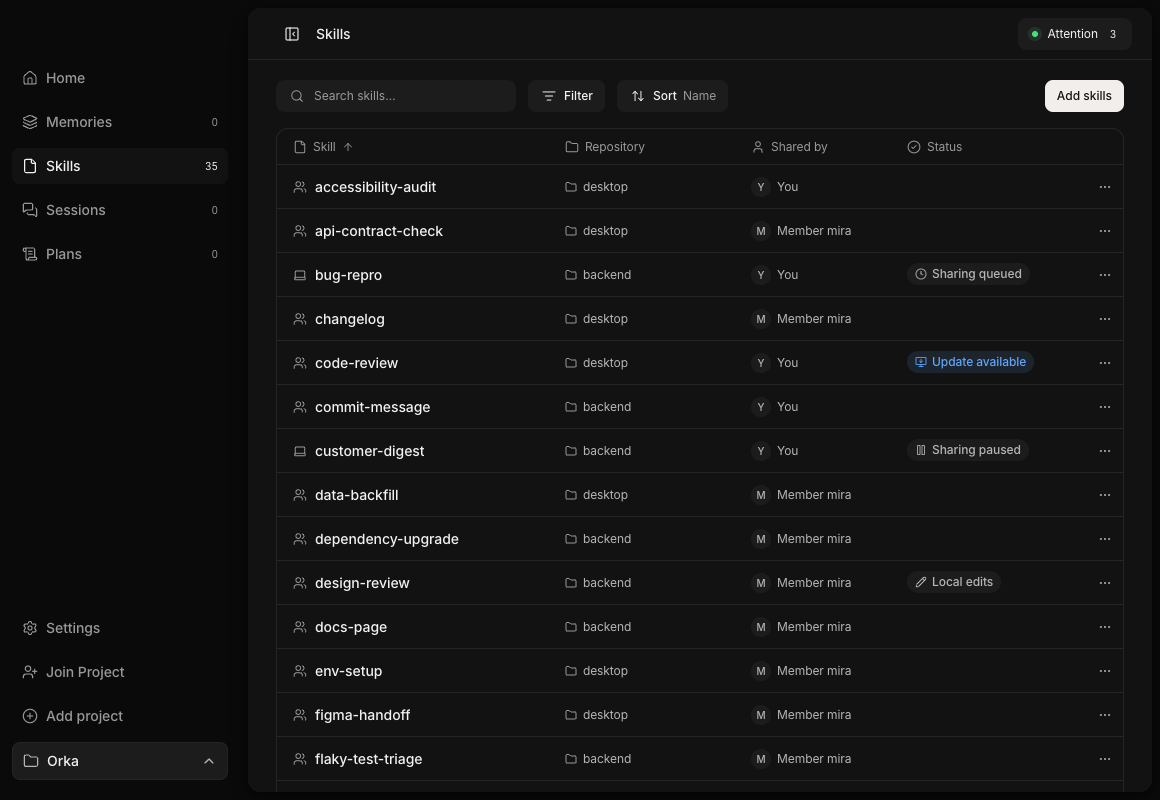 Skills
Attention 3
Home
Memories 0
Skills 35
Sessions 0
Plans 0
Settings
Join Project
Add project
Orka
Search skills...
Filter
Sort Name
Add skills
Skill Repository Shared by Status
accessibility-audit desktop Y You
api-contract-check desktop M Member mira
bug-repro backend Y You Sharing queued
changelog desktop M Member mira
code-review desktop Y You Update available
commit-message backend Y You
customer-digest backend Y You Sharing paused
data-backfill desktop M Member mira
dependency-upgrade backend M Member mira
design-review backend M Member mira Local edits
docs-page backend M Member mira
env-setup desktop M Member mira
figma-handoff desktop M Member mira
flaky-test-triage backend M Member mira